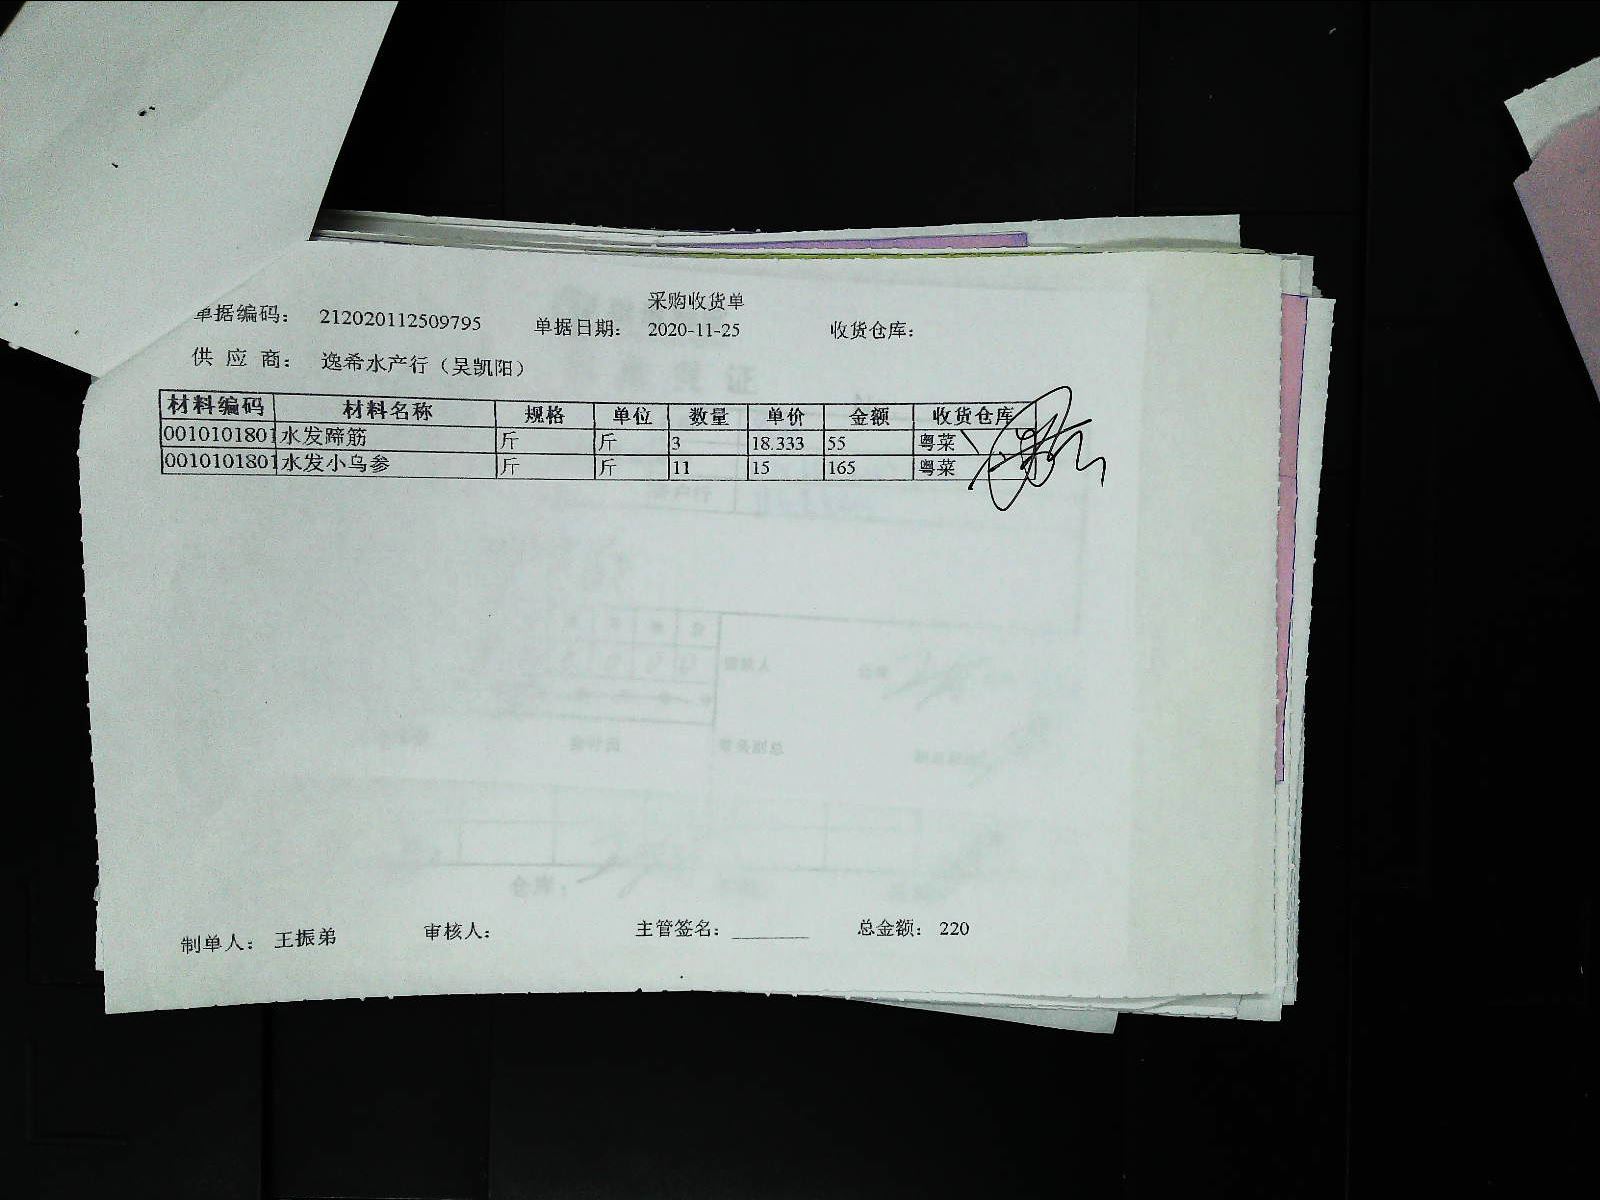 采购收货单
单据编码： 212020112509795 单据日期： 2020-11-25 收货仓库：
供 应 商： 逸希水产行（吴凯阳）
材料编码 材料名称 规格 单位 数量 单价 金额 收货仓库
0010101801 水发蹄筋 斤 斤 3 18.333 55 粤菜
0010101801 水发小乌参 斤 斤 11 15 165 粤菜
制单人： 王振弟 审核人： 主管签名： 总金额： 220